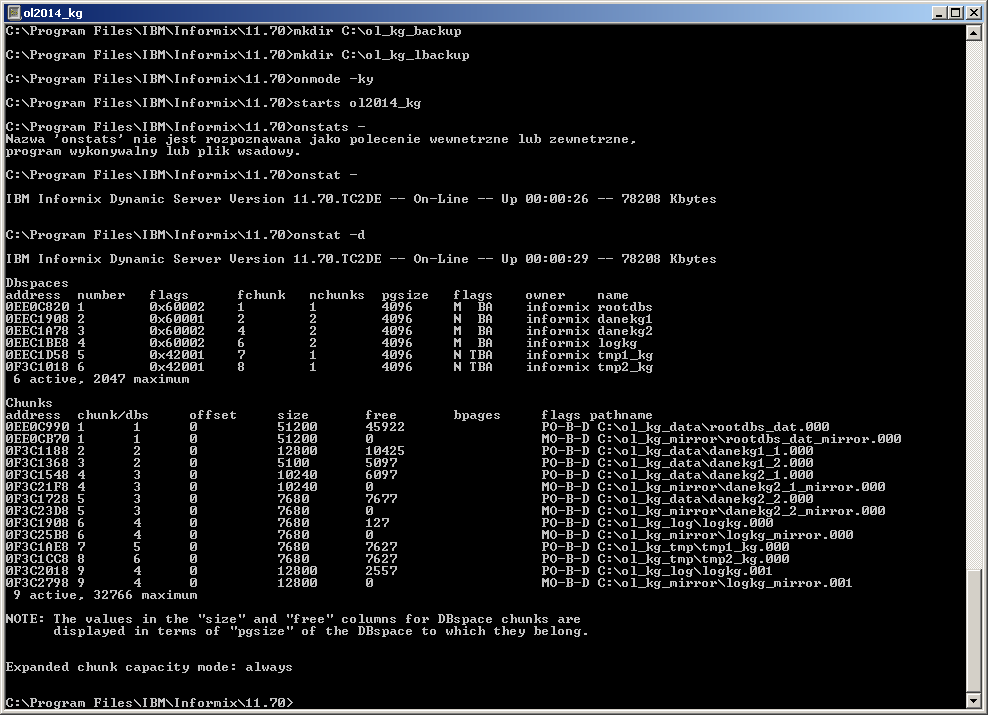 ol2014_kg
C:\Program Files\IBM\Informix\11.70>mkdir C:\ol_kg_backup
C:\Program Files\IBM\Informix\11.70>mkdir C:\ol_kg_lbackup
C:\Program Files\IBM\Informix\11.70>onmode -ky
C:\Program Files\IBM\Informix\11.70>starts ol2014_kg
C:\Program Files\IBM\Informix\11.70>onstats -
Nazwa 'onstats' nie jest rozpoznawana jako polecenie wewnetrzne lub zewnetrzne,
program wykonywalny lub plik wsadowy.
C:\Program Files\IBM\Informix\11.70>onstat -
IBM Informix Dynamic Server Version 11.70.TC2DE -- On-Line -- Up 00:00:26 -- 78208 Kbytes
C:\Program Files\IBM\Informix\11.70>onstat -d
IBM Informix Dynamic Server Version 11.70.TC2DE -- On-Line -- Up 00:00:29 -- 78208 Kbytes
Dbspaces
address number flags fchunk nchunks pgsize flags owner name
0EE0C820 1 0x60002 1 1 4096 M BA informix rootdbs
0EEC1908 2 0x60001 2 2 4096 N BA informix danekg1
0EEC1A78 3 0x60002 4 2 4096 M BA informix danekg2
0EEC1BE8 4 0x60002 6 2 4096 M BA informix logkg
0EEC1D58 5 0x42001 7 1 4096 N TBA informix tmp1_kg
0F3C1018 6 0x42001 8 1 4096 N TBA informix tmp2_kg
6 active, 2047 maximum
Chunks
address chunk/dbs offset size free bpages flags pathname
0EE0C990 1 1 0 51200 45922 PO-B-D C:\ol_kg_data\rootdbs_dat.000
0EE0CB70 1 1 0 51200 0 MO-B-D C:\ol_kg_mirror\rootdbs_dat_mirror.000
0F3C1188 2 2 0 12800 10425 PO-B-D C:\ol_kg_data\danekg1_1.000
0F3C1368 3 2 0 5100 5097 PO-B-D C:\ol_kg_data\danekg1_2.000
0F3C1548 4 3 0 10240 6097 PO-B-D C:\ol_kg_data\danekg2_1.000
0F3C21F8 4 3 0 10240 0 MO-B-D C:\ol_kg_mirror\danekg2_1_mirror.000
0F3C1728 5 3 0 7680 7677 PO-B-D C:\ol_kg_data\danekg2_2.000
0F3C23D8 5 3 0 7680 0 MO-B-D C:\ol_kg_mirror\danekg2_2_mirror.000
0F3C1908 6 4 0 7680 127 PO-B-D C:\ol_kg_log\logkg.000
0F3C25B8 6 4 0 7680 0 MO-B-D C:\ol_kg_mirror\logkg_mirror.000
0F3C1AE8 7 5 0 7680 7627 PO-B-D C:\ol_kg_tmp\tmp1_kg.000
0F3C1CC8 8 6 0 7680 7627 PO-B-D C:\ol_kg_tmp\tmp2_kg.000
0F3C2018 9 4 0 12800 2557 PO-B-D C:\ol_kg_log\logkg.001
0F3C2798 9 4 0 12800 0 MO-B-D C:\ol_kg_mirror\logkg_mirror.001
9 active, 32766 maximum
NOTE: The values in the "size" and "free" columns for DBspace chunks are
displayed in terms of "pgsize" of the DBspace to which they belong.
Expanded chunk capacity mode: always
C:\Program Files\IBM\Informix\11.70>